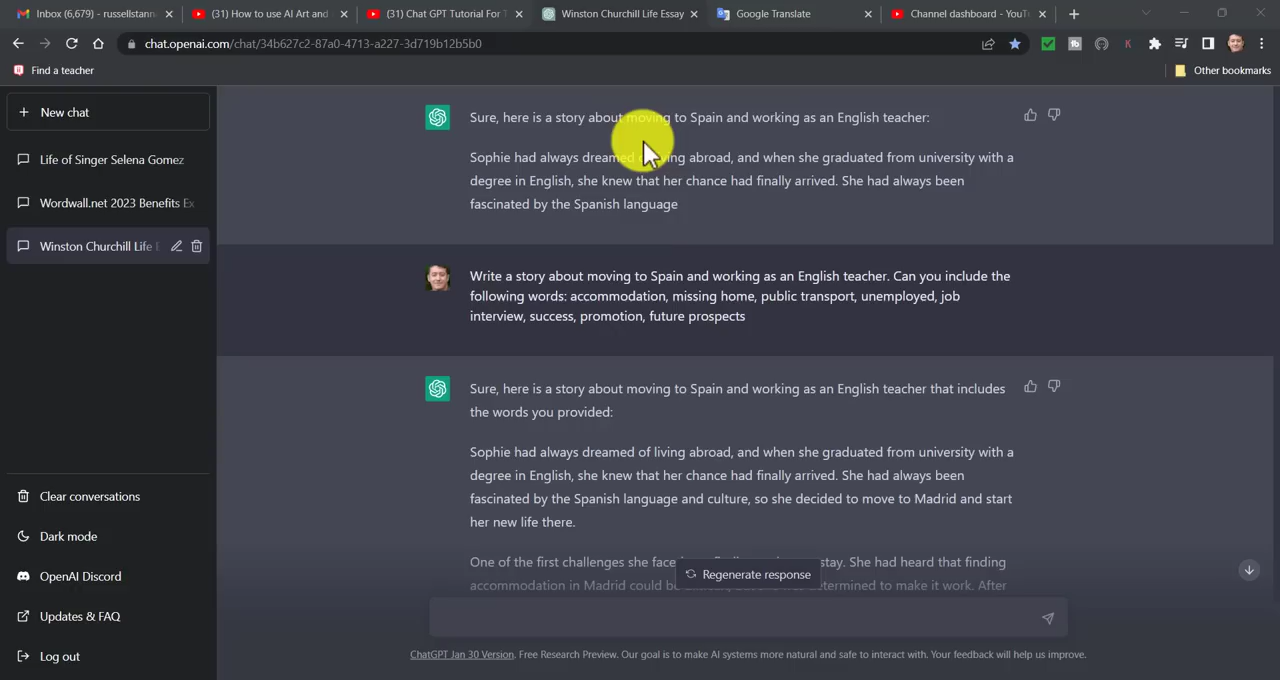 Inbox (6,679) - russellstann
(31) How to use AI Art and
(31) Chat GPT Tutorial For
Winston Churchill Life Essay
Google Translate
Channel dashboard - YouTu
chat.openai.com/chat/34b627c2-87a0-4713-a227-3d719b12b5b0
Find a teacher
Other bookmarks
New chat
Life of Singer Selena Gomez
Wordwall.net 2023 Benefits Ex
Winston Churchill Life
Clear conversations
Dark mode
OpenAI Discord
Updates & FAQ
Log out
Sure, here is a story about moving to Spain and working as an English teacher:
Sophie had always dreamed of living abroad, and when she graduated from university with a
degree in English, she knew that her chance had finally arrived. She had always been
fascinated by the Spanish language
Write a story about moving to Spain and working as an English teacher. Can you include the
following words: accommodation, missing home, public transport, unemployed, job
interview, success, promotion, future prospects
Sure, here is a story about moving to Spain and working as an English teacher that includes
the words you provided:
Sophie had always dreamed of living abroad, and when she graduated from university with a
degree in English, she knew that her chance had finally arrived. She had always been
fascinated by the Spanish language and culture, so she decided to move to Madrid and start
her new life there.
One of the first challenges she stay. She had heard that finding
accommodation in Madrid could be determined to make it work. After
Regenerate response
ChatGPT Jan 30 Version. Free Research Preview. Our goal is to make AI systems more natural and safe to interact with. Your feedback will help us improve.